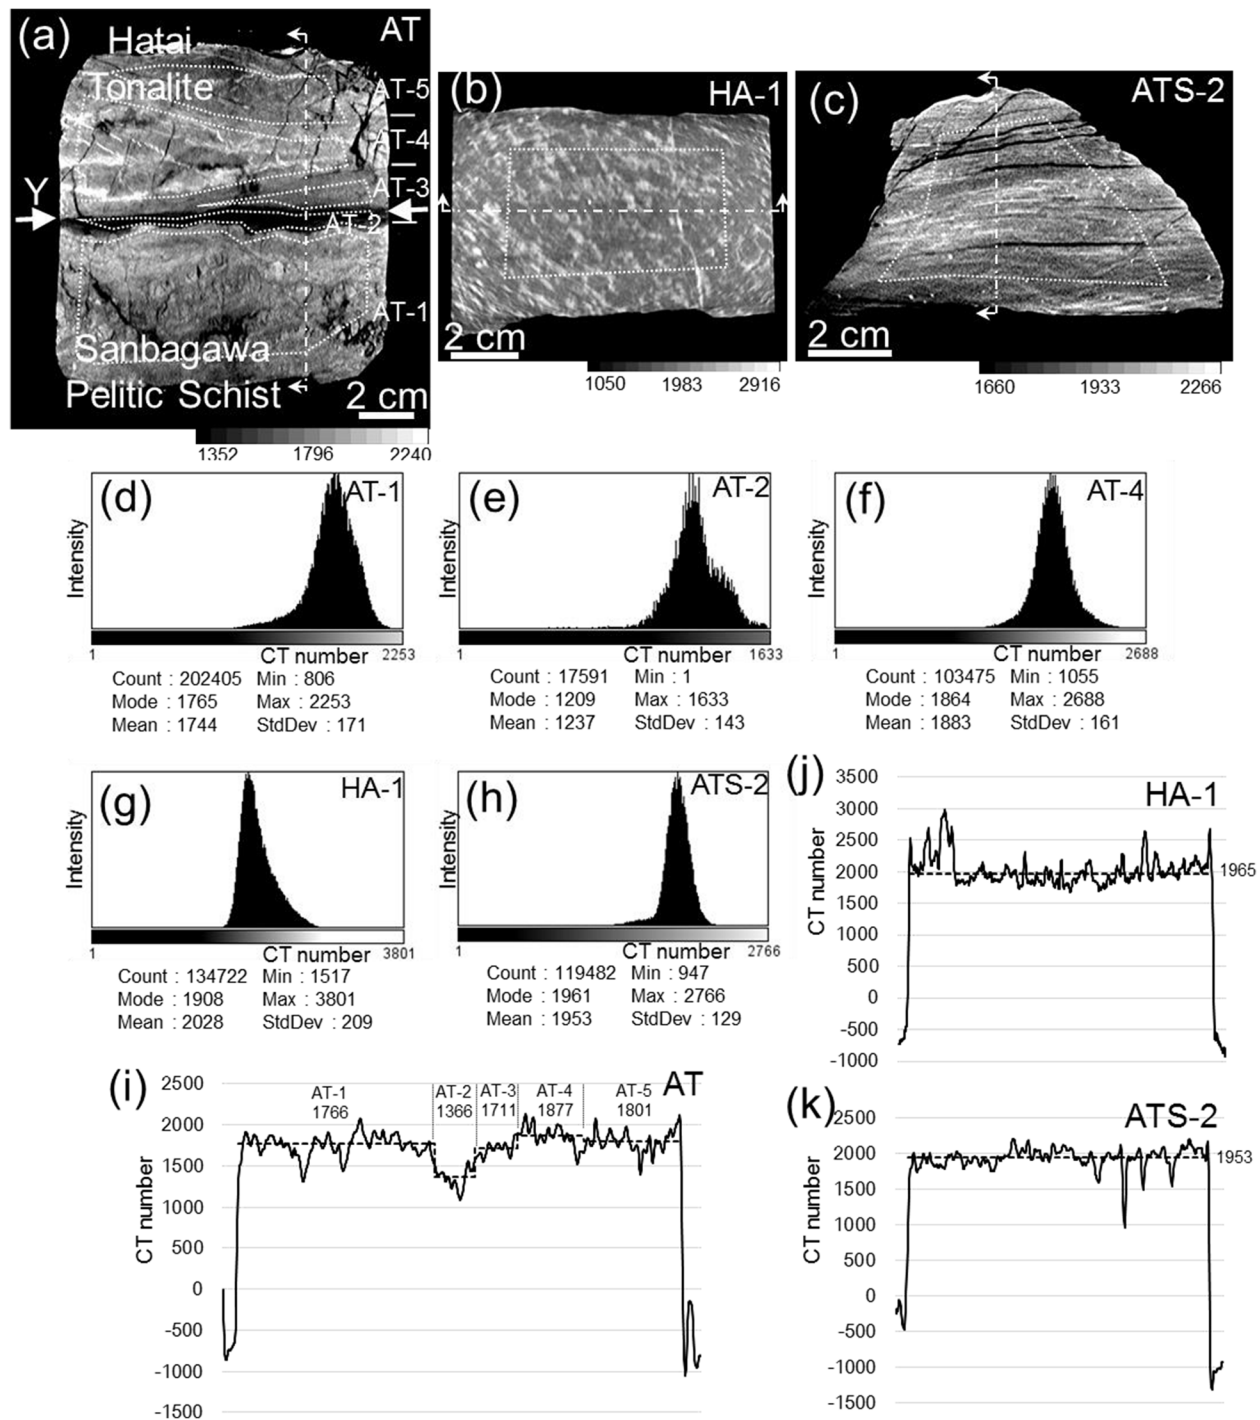 (a)
AT
Hatai
Tonalite
AT-5
AT-4
AT-3
Y
AT-2
AT-1
Sanbagawa
Pelitic Schist
2 cm
1352 1796 2240
(b)
HA-1
2 cm
1050 1983 2916
(c)
ATS-2
2 cm
1660 1933 2266
(d)
AT-1
Intensity
1 CT number 2253
Count : 202405 Min : 806
Mode : 1765 Max : 2253
Mean : 1744 StdDev : 171
(e)
AT-2
Intensity
1 CT number 1633
Count : 17591 Min : 1
Mode : 1209 Max : 1633
Mean : 1237 StdDev : 143
(f)
AT-4
Intensity
1 CT number 2688
Count : 103475 Min : 1055
Mode : 1864 Max : 2688
Mean : 1883 StdDev : 161
(g)
HA-1
Intensity
1 CT number 3801
Count : 134722 Min : 1517
Mode : 1908 Max : 3801
Mean : 2028 StdDev : 209
(h)
ATS-2
Intensity
1 CT number 2766
Count : 119482 Min : 947
Mode : 1961 Max : 2766
Mean : 1953 StdDev : 129
(j)
HA-1
CT number
3500
3000
2500
2000
1500
1000
500
0
-500
-1000
1965
(i)
AT
CT number
2500
2000
1500
1000
500
0
-500
-1000
-1500
AT-1 AT-2 AT-3 AT-4 AT-5
1766 1366 1711 1877 1801
(k)
ATS-2
CT number
2500
2000
1500
1000
500
0
-500
-1000
-1500
1953